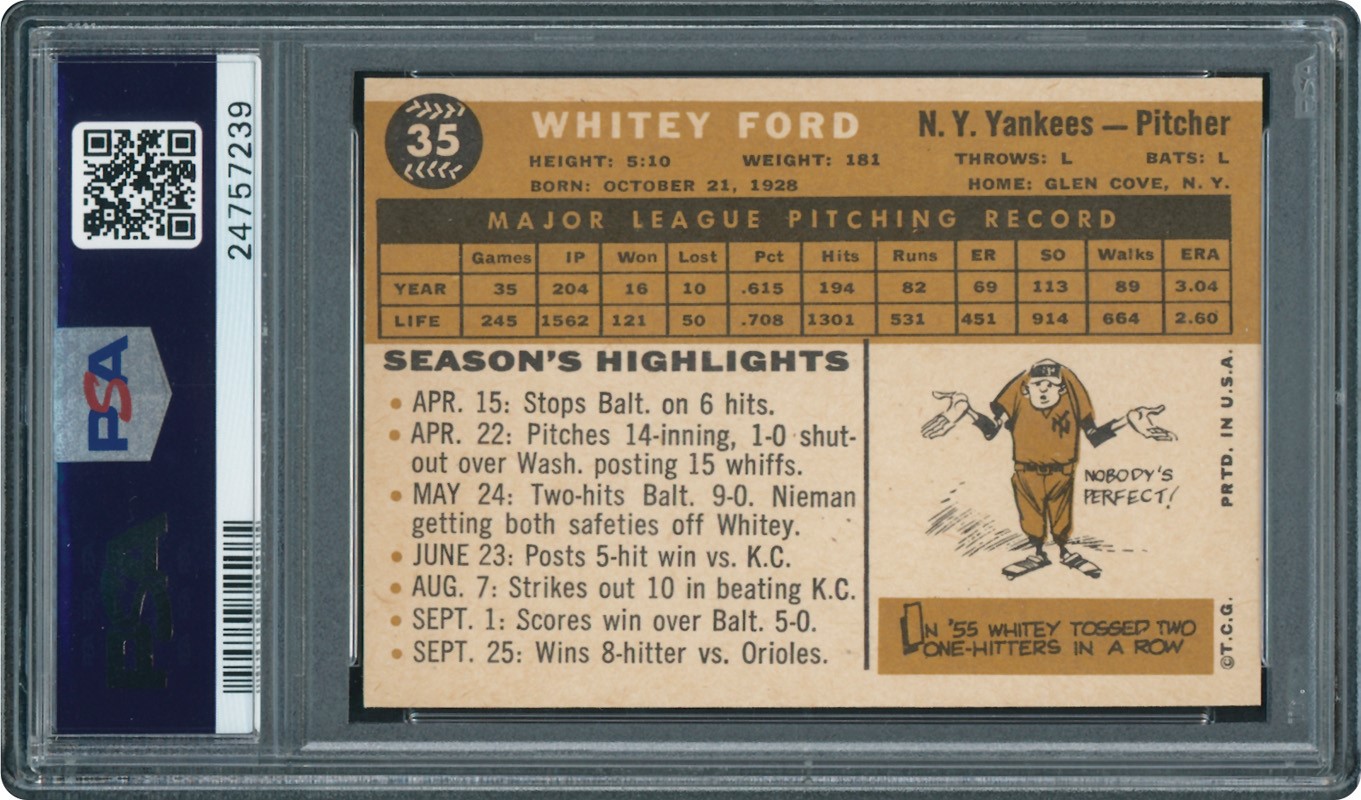 24757239
PSA
PSA
PSA
35
WHITEY FORD
N. Y. Yankees — Pitcher
HEIGHT: 5:10 WEIGHT: 181 THROWS: L BATS: L
BORN: OCTOBER 21, 1928 HOME: GLEN COVE, N. Y.
MAJOR LEAGUE PITCHING RECORD
Games IP Won Lost Pct Hits Runs ER SO Walks ERA
YEAR 35 204 16 10 .615 194 82 69 113 89 3.04
LIFE 245 1562 121 50 .708 1301 531 451 914 664 2.60
SEASON'S HIGHLIGHTS
• APR. 15: Stops Balt. on 6 hits.
• APR. 22: Pitches 14-inning, 1-0 shut-
out over Wash. posting 15 whiffs.
• MAY 24: Two-hits Balt. 9-0. Nieman
getting both safeties off Whitey.
• JUNE 23: Posts 5-hit win vs. K.C.
• AUG. 7: Strikes out 10 in beating K.C.
• SEPT. 1: Scores win over Balt. 5-0.
• SEPT. 25: Wins 8-hitter vs. Orioles.
NY
NOBODY'S
PERFECT!
IN '55 WHITEY TOSSED TWO
ONE-HITTERS IN A ROW
©T.C.G. PRTD. IN U.S.A.